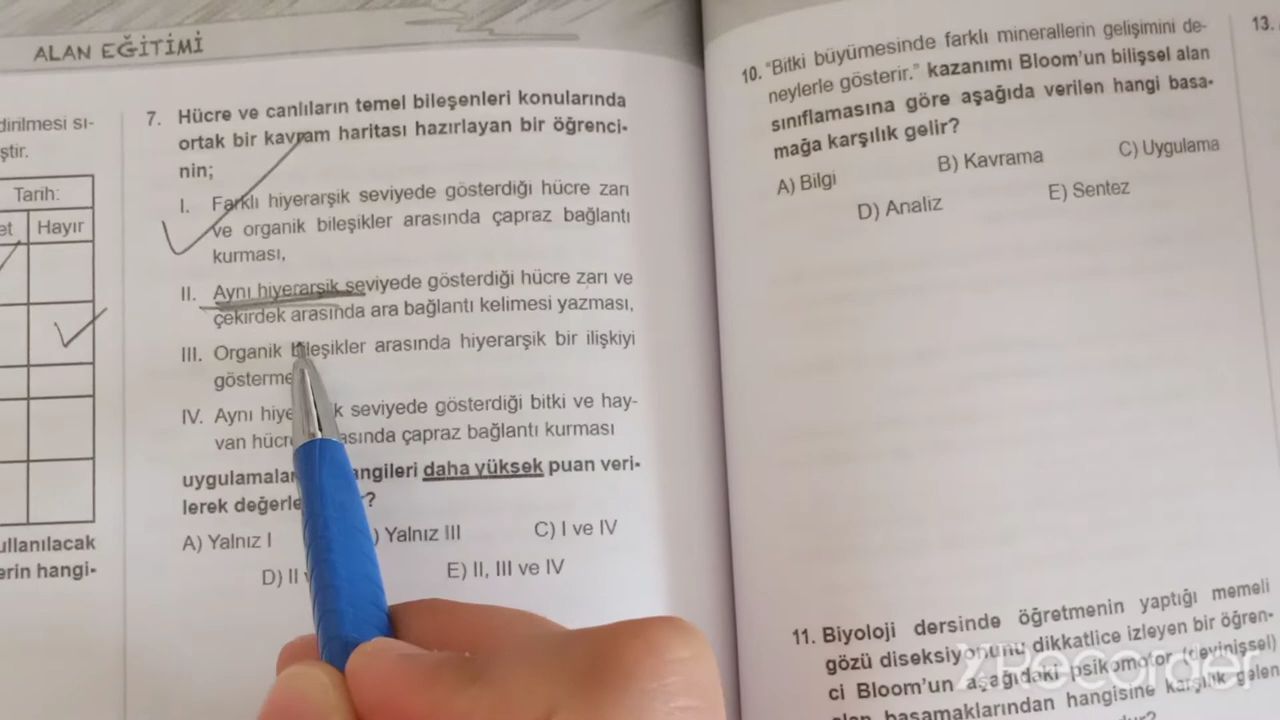 ALAN EĞİTİMİ
dirilmesi sı-
ştir.
Tarih:
et Hayır
ullanılacak
erin hangi-
7. Hücre ve canlıların temel bileşenleri konularında
ortak bir kavram haritası hazırlayan bir öğrenci-
nin;
I. Farklı hiyerarşik seviyede gösterdiği hücre zarı
ve organik bileşikler arasında çapraz bağlantı
kurması,
II. Aynı hiyerarşik seviyede gösterdiği hücre zarı ve
çekirdek arasında ara bağlantı kelimesi yazması,
III. Organik bileşikler arasında hiyerarşik bir ilişkiyi
gösterme
IV. Aynı hiye k seviyede gösterdiği bitki ve hay-
van hücr asında çapraz bağlantı kurması
uygulamala angileri daha yüksek puan veri-
lerek değerle ?
A) Yalnız I ) Yalnız III C) I ve IV
D) II E) II, III ve IV
10. "Bitki büyümesinde farklı minerallerin gelişimini de-
neylerle gösterir." kazanımı Bloom'un bilişsel alan
sınıflamasına göre aşağıda verilen hangi basa-
mağa karşılık gelir?
A) Bilgi B) Kavrama C) Uygulama
D) Analiz E) Sentez
11. Biyoloji dersinde öğretmenin yaptığı memeli
gözü diseksiyonunu dikkatlice izleyen bir öğren-
ci Bloom'un aşağıdaki psikomotor (devinişsel)
alan basamaklarından hangisine karşılık gelen
13.
XRecorder